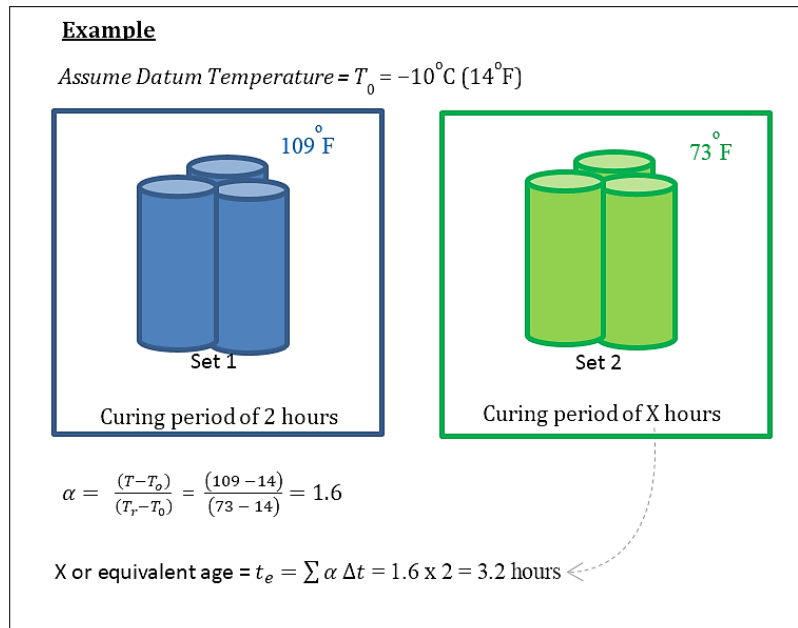 Example
Assume Datum Temperature = T₀ = −10°C (14°F)
109°F
Set 1
Curing period of 2 hours
73°F
Set 2
Curing period of X hours
α = (T−Tₒ)/(Tᵣ−T₀) = (109 −14)/(73 − 14) = 1.6
X or equivalent age = tₑ = ∑ α Δt = 1.6 x 2 = 3.2 hours